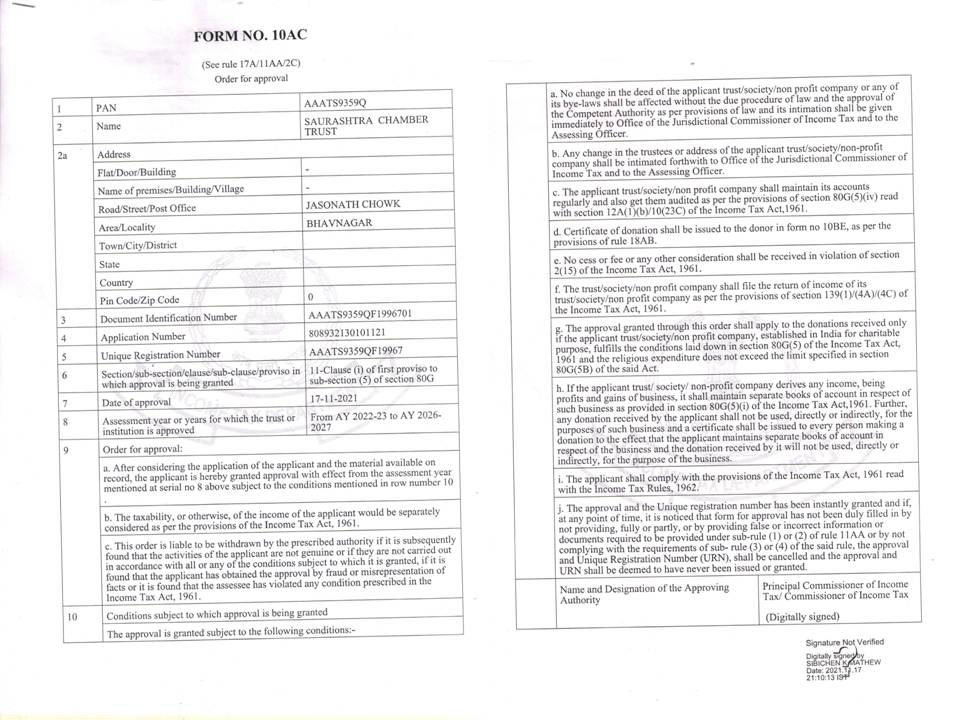 FORM NO. 10AC
(See rule 17A/11AA/2C)
Order for approval
1 PAN AAATS9359Q
2 Name SAURASHTRA CHAMBER
TRUST
2a Address
Flat/Door/Building -
Name of premises/Building/Village -
Road/Street/Post Office JASONATH CHOWK
Area/Locality BHAVNAGAR
Town/City/District
State
Country
Pin Code/Zip Code 0
3 Document Identification Number AAATS9359QF1996701
4 Application Number 808932130101121
5 Unique Registration Number AAATS9359QF19967
6 Section/sub-section/clause/sub-clause/proviso in 11-Clause (i) of first proviso to
which approval is being granted sub-section (5) of section 80G
7 Date of approval 17-11-2021
8 Assessment year or years for which the trust or From AY 2022-23 to AY 2026-
institution is approved 2027
9 Order for approval:
a. After considering the application of the applicant and the material available on
record, the applicant is hereby granted approval with effect from the assessment year
mentioned at serial no 8 above subject to the conditions mentioned in row number 10
.
b. The taxability, or otherwise, of the income of the applicant would be separately
considered as per the provisions of the Income Tax Act, 1961.
c. This order is liable to be withdrawn by the prescribed authority if it is subsequently
found that the activities of the applicant are not genuine or if they are not carried out
in accordance with all or any of the conditions subject to which it is granted, if it is
found that the applicant has obtained the approval by fraud or misrepresentation of
facts or it is found that the assessee has violated any condition prescribed in the
Income Tax Act, 1961.
10 Conditions subject to which approval is being granted
The approval is granted subject to the following conditions:-
a. No change in the deed of the applicant trust/society/non profit company or any of
its bye-laws shall be affected without the due procedure of law and the approval of
the Competent Authority as per provisions of law and its intimation shall be given
immediately to Office of the Jurisdictional Commissioner of Income Tax and to the
Assessing Officer.
b. Any change in the trustees or address of the applicant trust/society/non-profit
company shall be intimated forthwith to Office of the Jurisdictional Commissioner of
Income Tax and to the Assessing Officer.
c. The applicant trust/society/non profit company shall maintain its accounts
regularly and also get them audited as per the provisions of section 80G(5)(iv) read
with section 12A(1)(b)/10(23C) of the Income Tax Act,1961.
d. Certificate of donation shall be issued to the donor in form no 10BE, as per the
provisions of rule 18AB.
e. No cess or fee or any other consideration shall be received in violation of section
2(15) of the Income Tax Act, 1961.
f. The trust/society/non profit company shall file the return of income of its
trust/society/non profit company as per the provisions of section 139(1)/(4A)/(4C) of
the Income Tax Act, 1961.
g. The approval granted through this order shall apply to the donations received only
if the applicant trust/society/non profit company, established in India for charitable
purpose, fulfills the conditions laid down in section 80G(5) of the Income Tax Act,
1961 and the religious expenditure does not exceed the limit specified in section
80G(5B) of the said Act.
h. If the applicant trust/ society/ non-profit company derives any income, being
profits and gains of business, it shall maintain separate books of account in respect of
such business as provided in section 80G(5)(i) of the Income Tax Act,1961. Further,
any donation received by the applicant shall not be used, directly or indirectly, for the
purposes of such business and a certificate shall be issued to every person making a
donation to the effect that the applicant maintains separate books of account in
respect of the business and the donation received by it will not be used, directly or
indirectly, for the purpose of the business.
i. The applicant shall comply with the provisions of the Income Tax Act, 1961 read
with the Income Tax Rules, 1962.
j. The approval and the Unique registration number has been instantly granted and if,
at any point of time, it is noticed that form for approval has not been duly filled in by
not providing, fully or partly, or by providing false or incorrect information or
documents required to be provided under sub-rule (1) or (2) of rule 11AA or by not
complying with the requirements of sub- rule (3) or (4) of the said rule, the approval
and Unique Registration Number (URN), shall be cancelled and the approval and
URN shall be deemed to have never been issued or granted.
Name and Designation of the Approving Principal Commissioner of Income
Authority Tax/ Commissioner of Income Tax
(Digitally signed)
Signature Not Verified
Digitally signed by
SIBICHEN K MATHEW
Date: 2021.11.17
21:10:13 IST